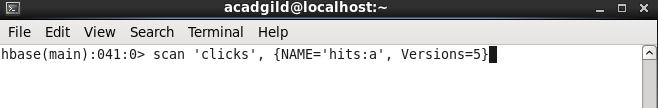 acadgild@localhost:~
File Edit View Search Terminal Help
hbase(main):041:0> scan 'clicks', {NAME='hits:a', Versions=5}